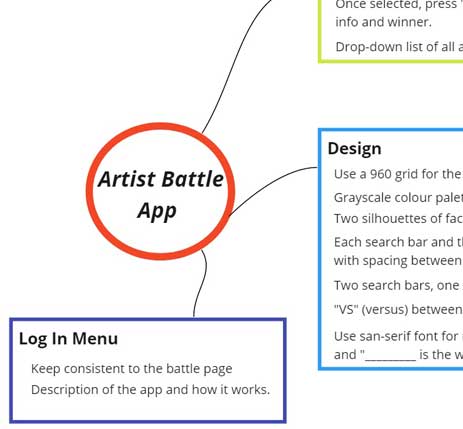 Once selected, press "
info and winner.
Drop-down list of all a
Artist Battle
App
Design
Use a 960 grid for the
Grayscale colour palet
Two silhouettes of fac
Each search bar and t
with spacing between
Two search bars, one
"VS" (versus) between
Use san-serif font for
and "_________ is the w
Log In Menu
Keep consistent to the battle page
Description of the app and how it works.